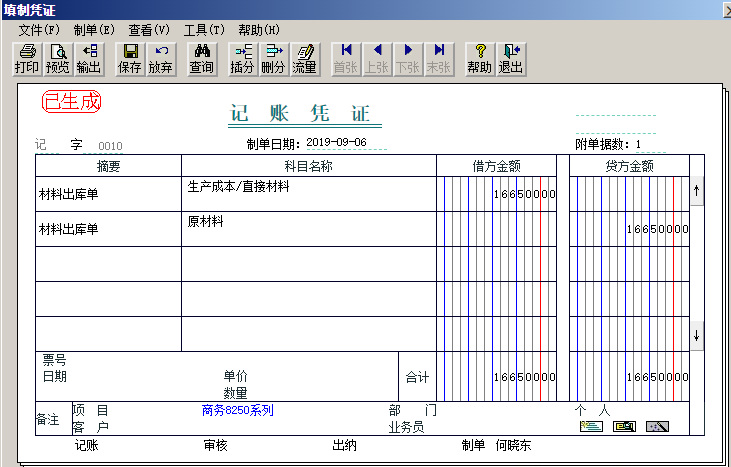 填制凭证
文件(F) 制单(E) 查看(V) 工具(T) 帮助(H)
打印 预览 输出 保存 放弃 查询 插分 删分 流量 首张 上张 下张 末张 帮助 退出
已生成
记 账 凭 证
记 字 0010 制单日期：2019-09-06 附单据数：1
摘要 科目名称 借方金额 贷方金额
材料出库单 生产成本/直接材料 16650000
材料出库单 原材料 16650000
票号
日期 单价 合计 16650000 16650000
数量
备注 项 目 商务8250系列 部 门 个 人
客 户 业务员
记账 审核 出纳 制单 何晓东